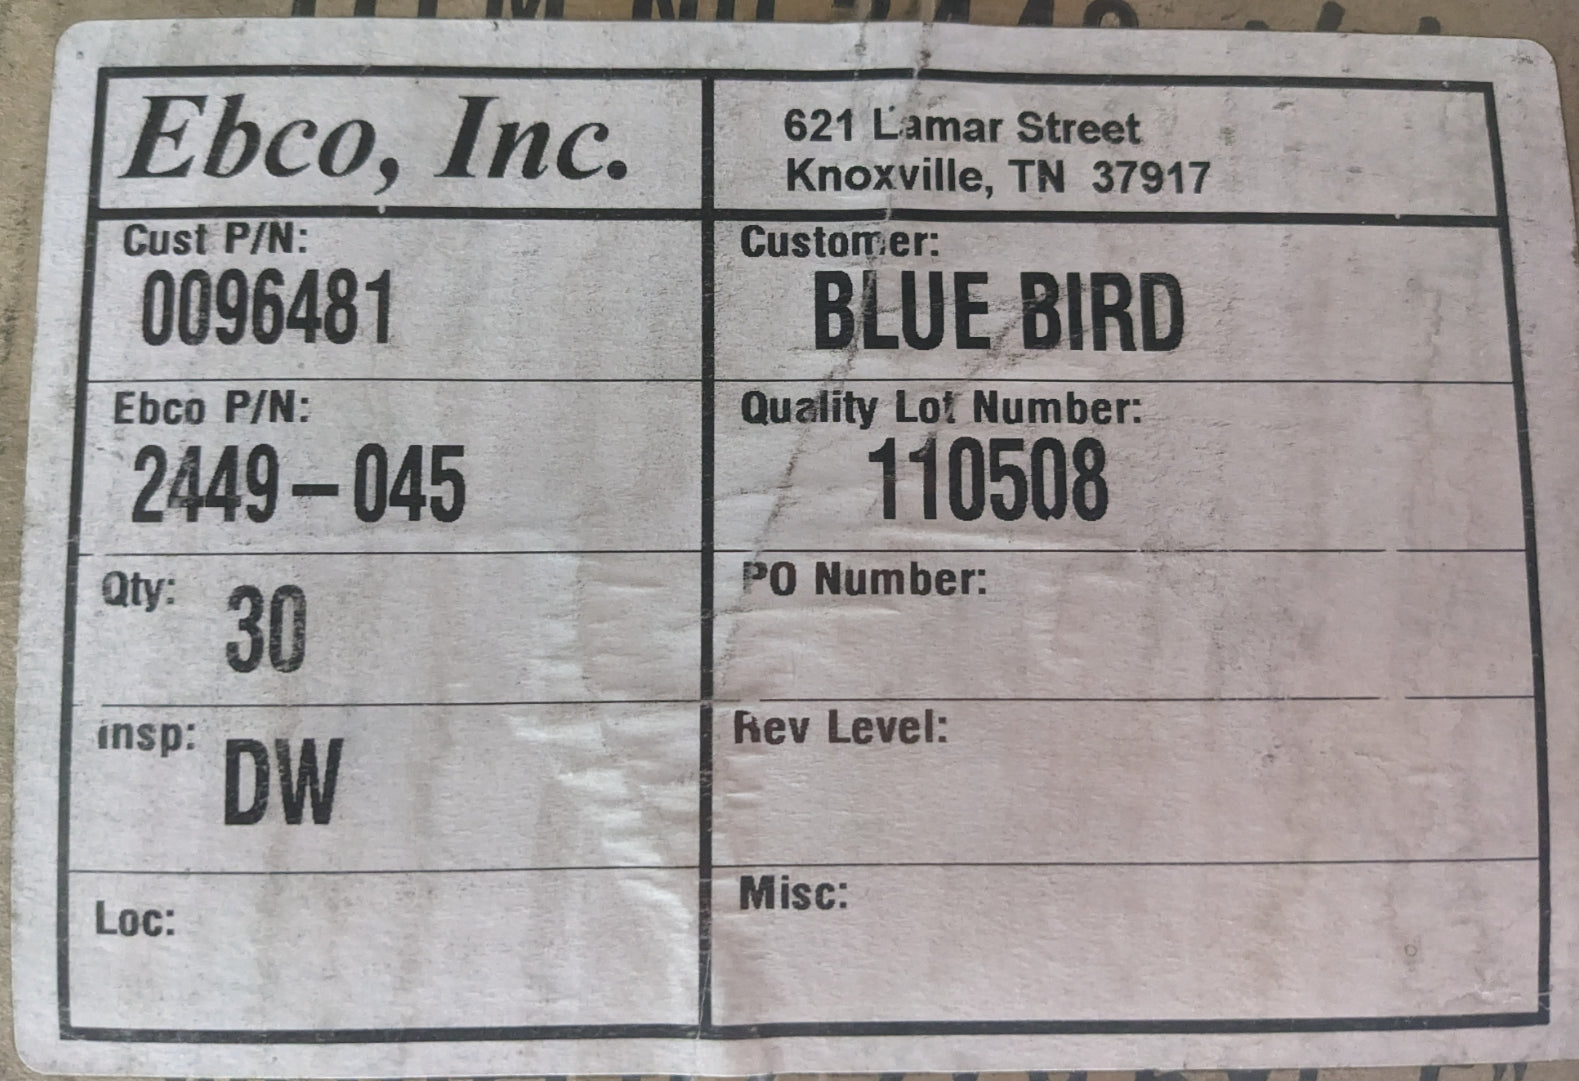 Ebco, Inc.
621 Lamar Street
Knoxville, TN 37917
Cust P/N:
0096481
Customer:
BLUE BIRD
Ebco P/N:
2449-045
Quality Lot Number:
110508
Qty: 30
PO Number:
Insp: DW
Rev Level:
Loc:
Misc: